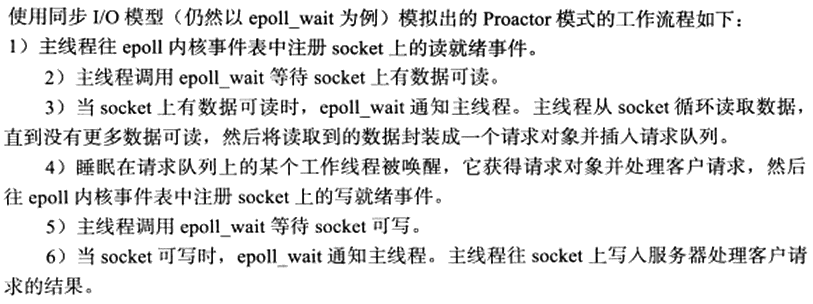 使用同步 I/O 模型（仍然以 epoll_wait 为例）模拟出的 Proactor 模式的工作流程如下：
1）主线程往 epoll 内核事件表中注册 socket 上的读就绪事件。
2）主线程调用 epoll_wait 等待 socket 上有数据可读。
3）当 socket 上有数据可读时，epoll_wait 通知主线程。主线程从 socket 循环读取数据，
直到没有更多数据可读，然后将读取到的数据封装成一个请求对象并插入请求队列。
4）睡眠在请求队列上的某个工作线程被唤醒，它获得请求对象并处理客户请求，然后
往 epoll 内核事件表中注册 socket 上的写就绪事件。
5）主线程调用 epoll_wait 等待 socket 可写。
6）当 socket 可写时，epoll_wait 通知主线程。主线程往 socket 上写入服务器处理客户请
求的结果。